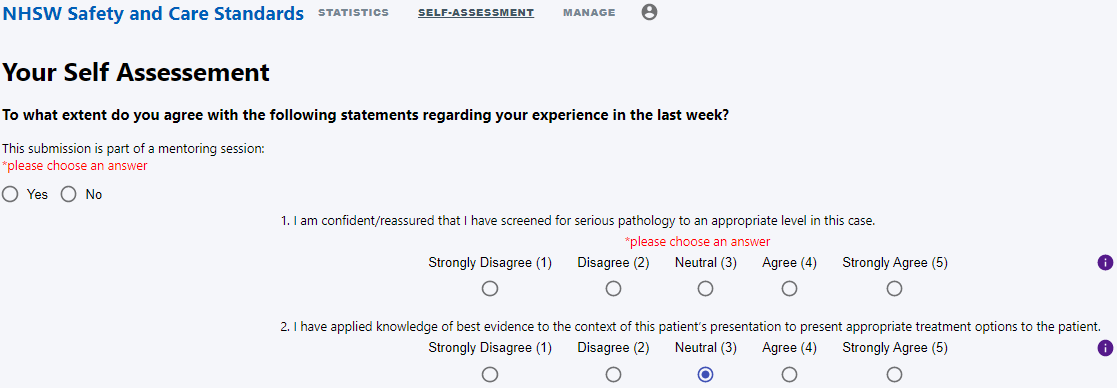 NHSW Safety and Care Standards STATISTICS SELF-ASSESSMENT MANAGE
Your Self Assessement
To what extent do you agree with the following statements regarding your experience in the last week?
This submission is part of a mentoring session:
*please choose an answer
Yes No
1. I am confident/reassured that I have screened for serious pathology to an appropriate level in this case.
*please choose an answer
Strongly Disagree (1) Disagree (2) Neutral (3) Agree (4) Strongly Agree (5)
i
2. I have applied knowledge of best evidence to the context of this patient's presentation to present appropriate treatment options to the patient.
Strongly Disagree (1) Disagree (2) Neutral (3) Agree (4) Strongly Agree (5)
i